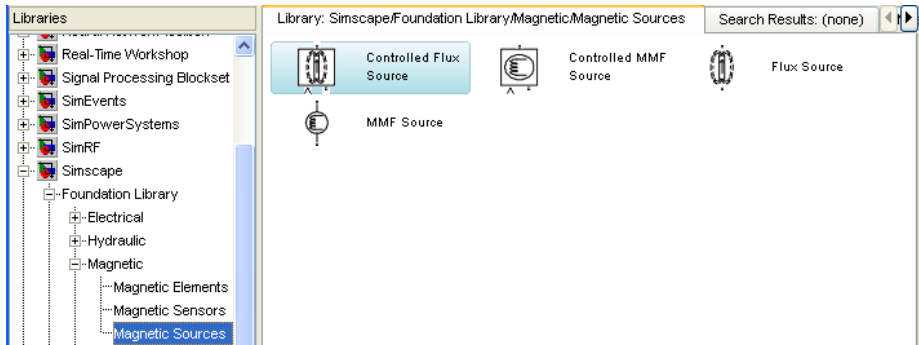 Libraries
Real-Time Workshop
Signal Processing Blockset
SimEvents
SimPowerSystems
SimRF
Simscape
Foundation Library
Electrical
Hydraulic
Magnetic
Magnetic Elements
Magnetic Sensors
Magnetic Sources
Library: Simscape/Foundation Library/Magnetic/Magnetic Sources
Search Results: (none)
Controlled Flux
Source
Controlled MMF
Source
Flux Source
MMF Source